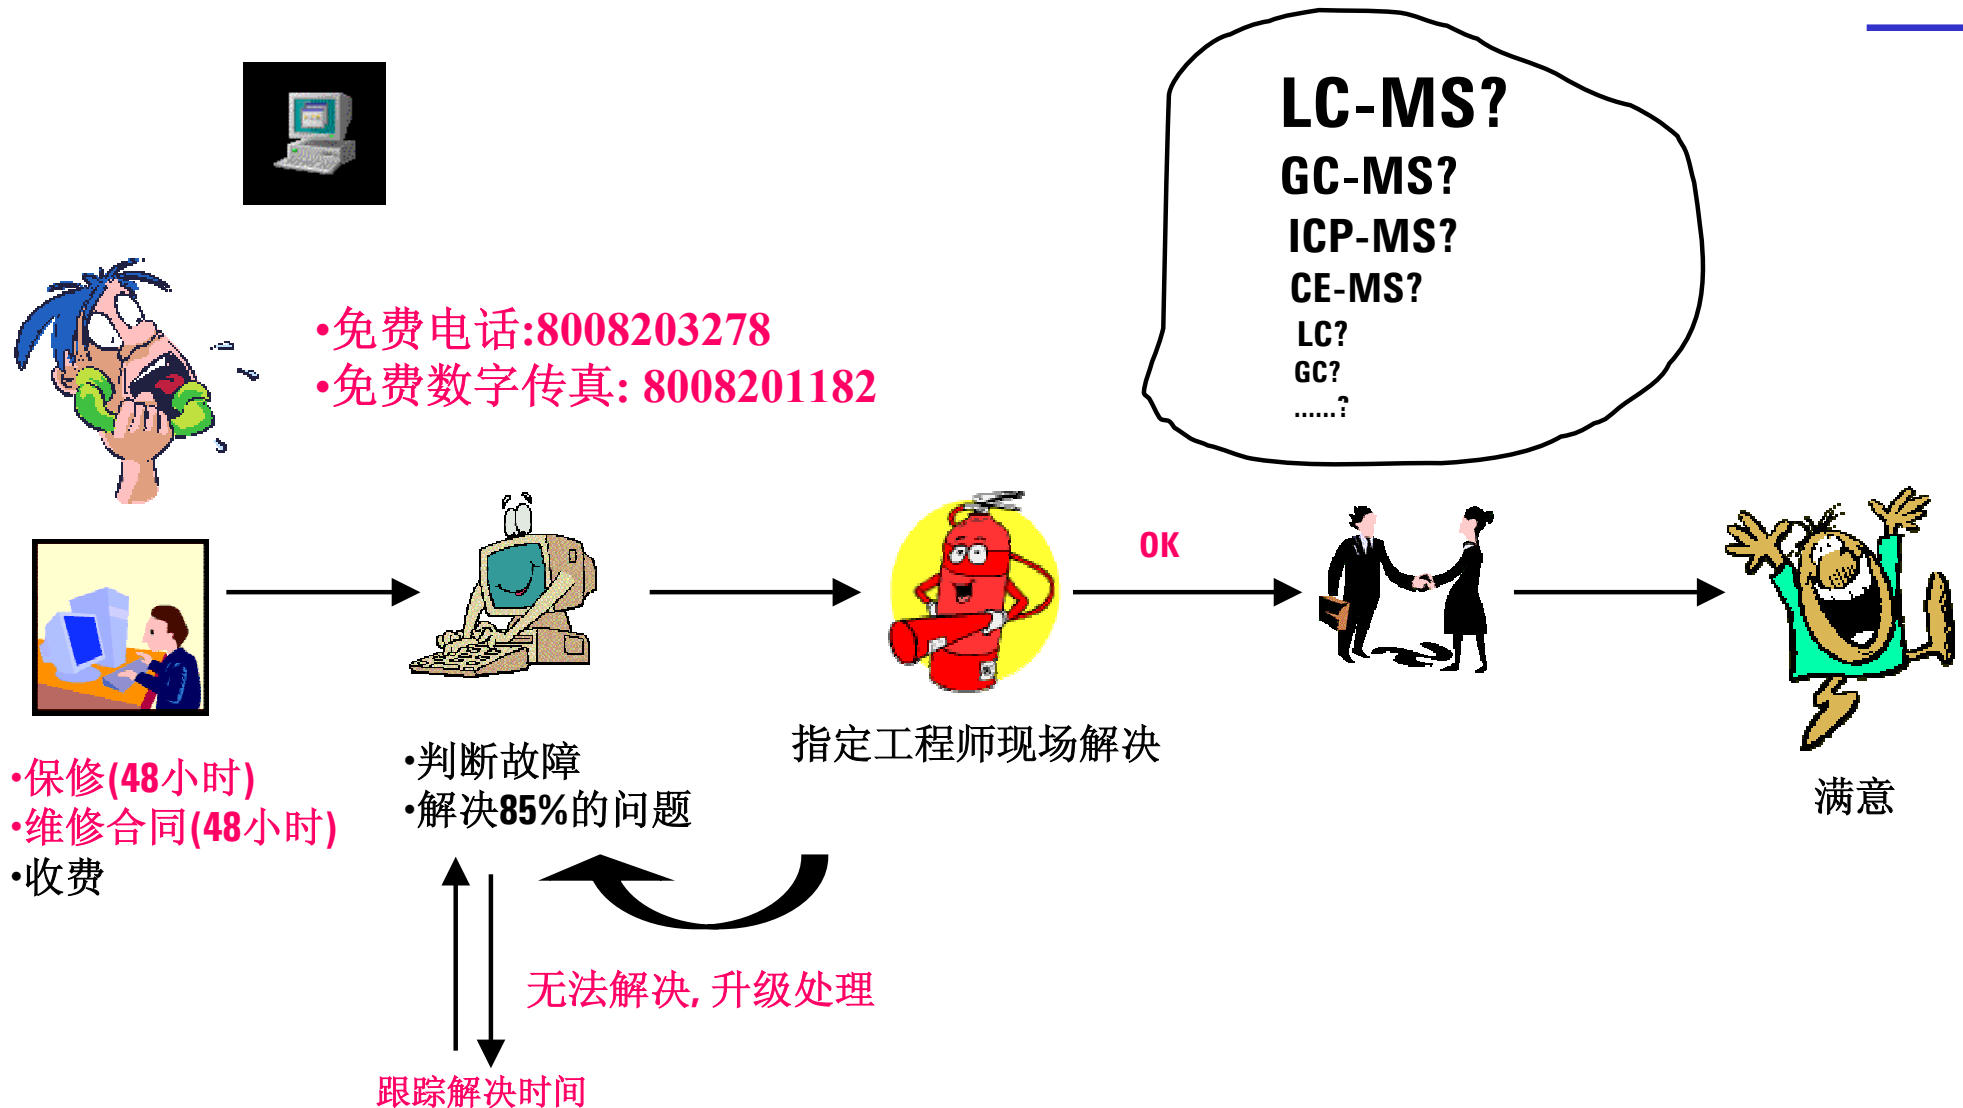 LC-MS?
GC-MS?
ICP-MS?
CE-MS?
LC?
GC?
......?
•免费电话:8008203278
•免费数字传真: 8008201182
OK
指定工程师现场解决
•保修(48小时)
•维修合同(48小时)
•收费
•判断故障
•解决85%的问题
满意
无法解决, 升级处理
跟踪解决时间